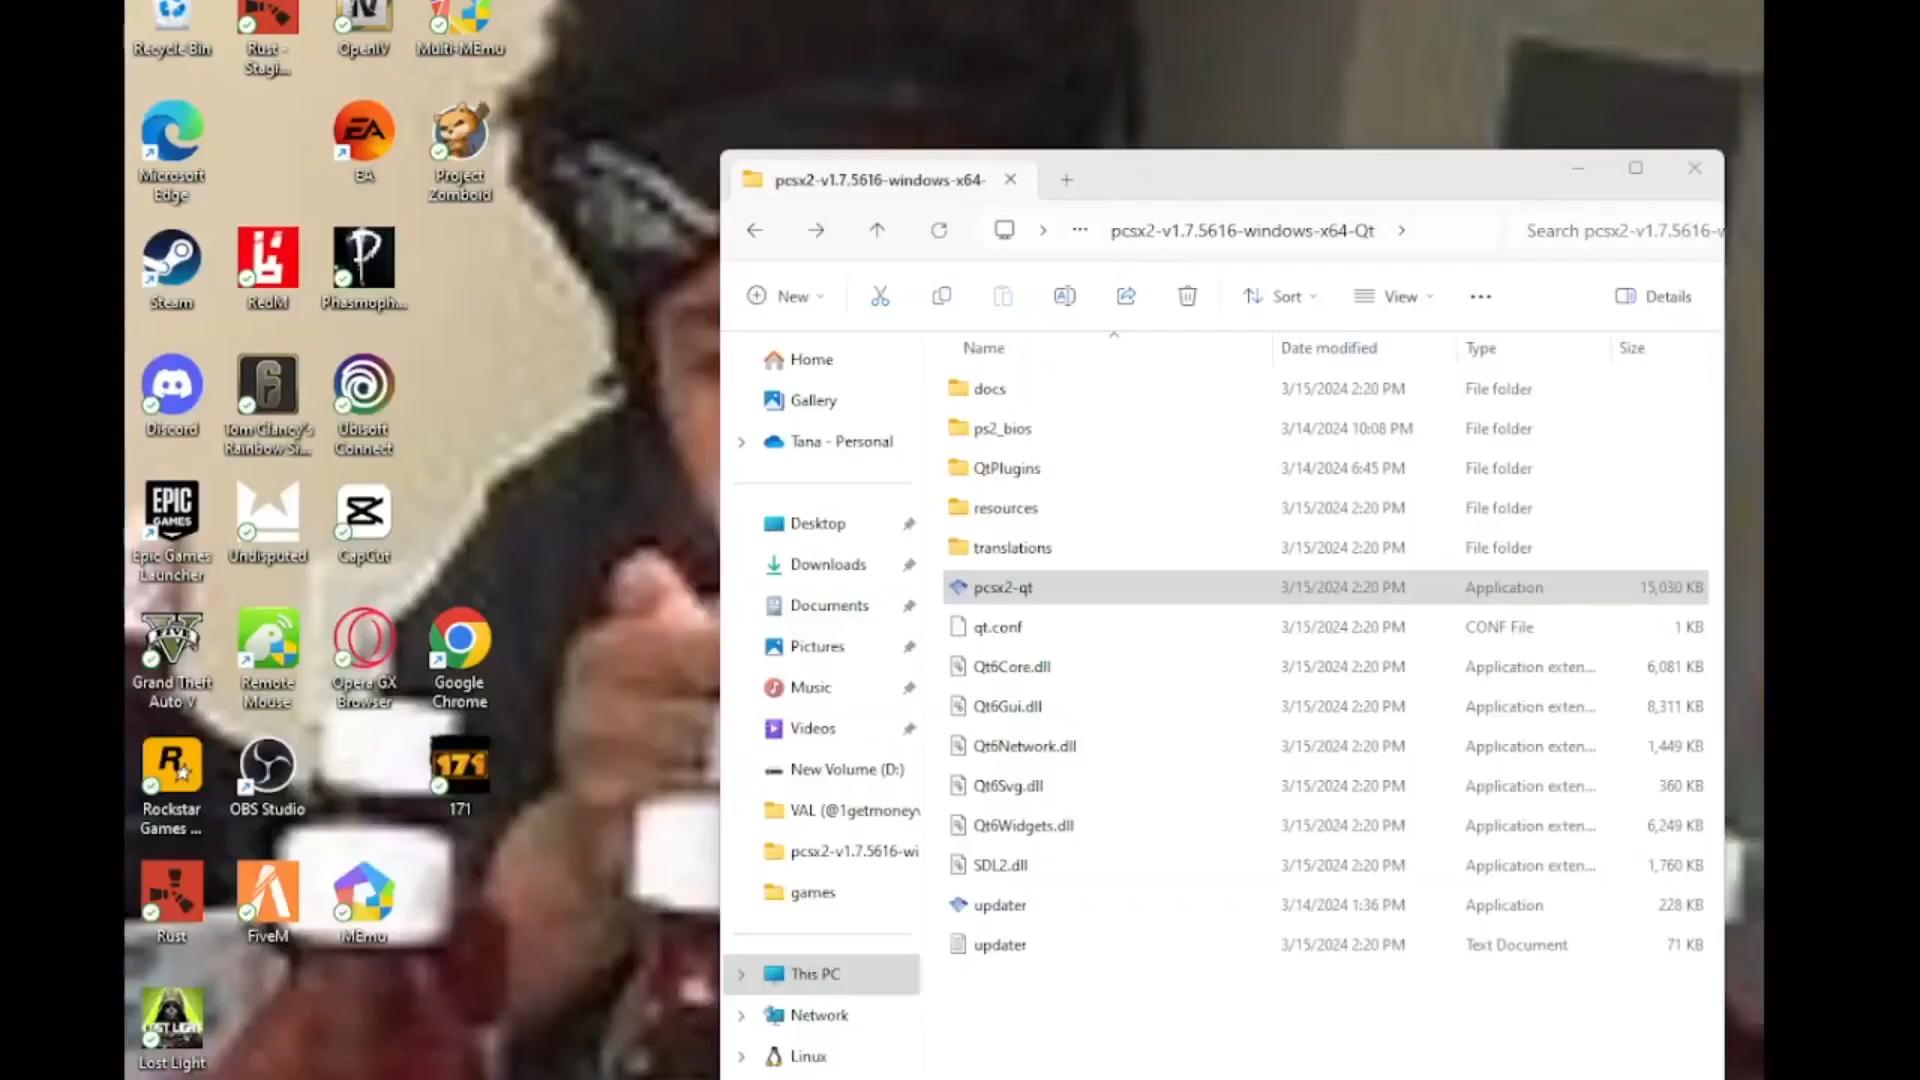 Recycle Bin
Rust -
Stagi...
OpenIV
Multi-MEmu
Microsoft
Edge
EA
EA
Project
Zomboid
Steam
RedM
Phasmoph...
Discord
6
Tom Clancy's
Rainbow Si...
Ubisoft
Connect
EPIC
GAMES
Epic Games
Launcher
Undisputed
CapCut
FIVE
Grand Theft
Auto V
Remote
Mouse
Opera GX
Browser
Google
Chrome
Rockstar
Games ...
OBS Studio
171
171
Rust
FiveM
MEmu
LOST LIGHT
Lost Light
pcsx2-v1.7.5616-windows-x64-
pcsx2-v1.7.5616-windows-x64-Qt
Search pcsx2-v1.7.5616-w
New
Sort
View
Details
Home
Gallery
Tana - Personal
Desktop
Downloads
Documents
Pictures
Music
Videos
New Volume (D:)
VAL (@1getmoneyv
pcsx2-v1.7.5616-wi
games
This PC
Network
Linux
Name Date modified Type Size
docs 3/15/2024 2:20 PM File folder
ps2_bios 3/14/2024 10:08 PM File folder
QtPlugins 3/14/2024 6:45 PM File folder
resources 3/15/2024 2:20 PM File folder
translations 3/15/2024 2:20 PM File folder
pcsx2-qt 3/15/2024 2:20 PM Application 15,030 KB
qt.conf 3/15/2024 2:20 PM CONF File 1 KB
Qt6Core.dll 3/15/2024 2:20 PM Application exten... 6,081 KB
Qt6Gui.dll 3/15/2024 2:20 PM Application exten... 8,311 KB
Qt6Network.dll 3/15/2024 2:20 PM Application exten... 1,449 KB
Qt6Svg.dll 3/15/2024 2:20 PM Application exten... 360 KB
Qt6Widgets.dll 3/15/2024 2:20 PM Application exten... 6,249 KB
SDL2.dll 3/15/2024 2:20 PM Application exten... 1,760 KB
updater 3/14/2024 1:36 PM Application 228 KB
updater 3/15/2024 2:20 PM Text Document 71 KB